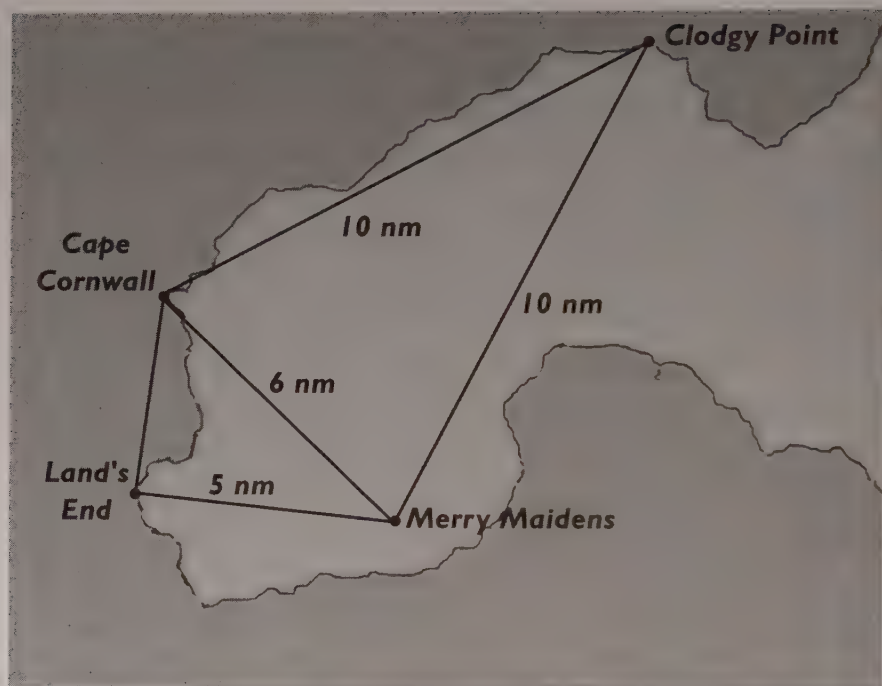 Clodgy Point
10 nm
Cape
Cornwall
10 nm
6 nm
Land's
End
5 nm
Merry Maidens